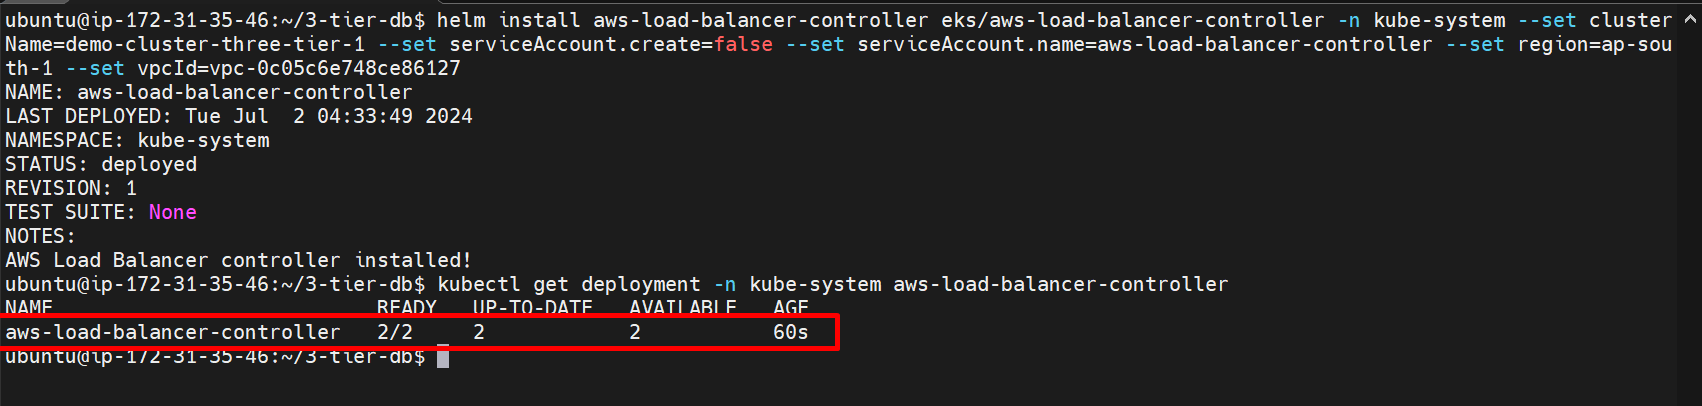 ubuntu@ip-172-31-35-46:~/3-tier-db$ helm install aws-load-balancer-controller eks/aws-load-balancer-controller -n kube-system --set cluster
Name=demo-cluster-three-tier-1 --set serviceAccount.create=false --set serviceAccount.name=aws-load-balancer-controller --set region=ap-sou
th-1 --set vpcId=vpc-0c05c6e748ce86127
NAME: aws-load-balancer-controller
LAST DEPLOYED: Tue Jul  2 04:33:49 2024
NAMESPACE: kube-system
STATUS: deployed
REVISION: 1
TEST SUITE: None
NOTES:
AWS Load Balancer controller installed!
ubuntu@ip-172-31-35-46:~/3-tier-db$ kubectl get deployment -n kube-system aws-load-balancer-controller
NAME                           READY   UP-TO-DATE   AVAILABLE   AGE
aws-load-balancer-controller   2/2     2            2           60s
ubuntu@ip-172-31-35-46:~/3-tier-db$